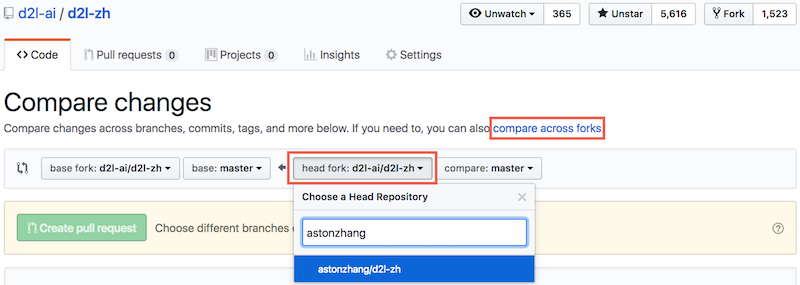 d2l-ai / d2l-zh Unwatch 365 Unstar 5,616 Fork 1,523
Code Pull requests 0 Projects 0 Insights Settings
Compare changes
Compare changes across branches, commits, tags, and more below. If you need to, you can also compare across forks.
base fork: d2l-ai/d2l-zh base: master head fork: d2l-ai/d2l-zh compare: master
Choose a Head Repository
Create pull request Choose different branches
astonzhang
astonzhang/d2l-zh